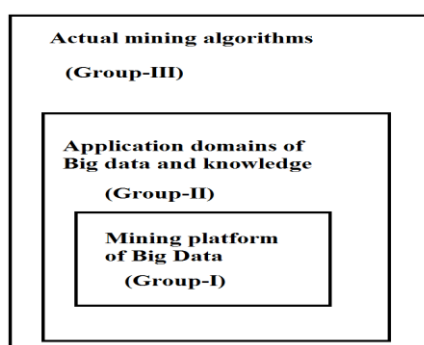 Actual mining algorithms
(Group-III)
Application domains of
Big data and knowledge
(Group-II)
Mining platform
of Big Data
(Group-I)